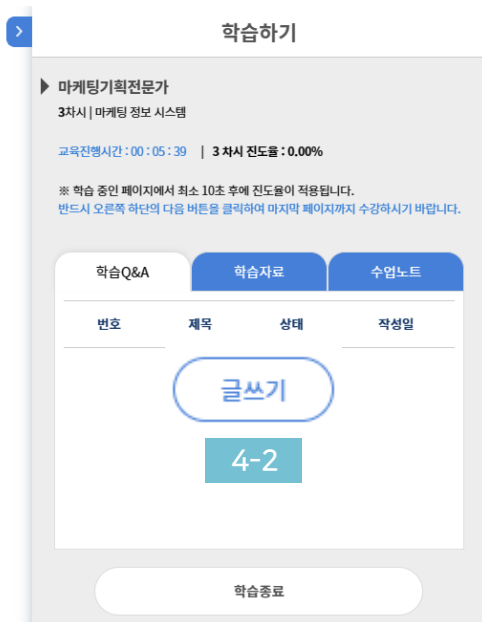 학습하기
마케팅기획전문가
3차시 | 마케팅 정보 시스템
교육진행시간 : 00 : 05 : 39 | 3 차시 진도율 : 0.00%
※ 학습 중인 페이지에서 최소 10초 후에 진도율이 적용됩니다.
반드시 오른쪽 하단의 다음 버튼을 클릭하여 마지막 페이지까지 수강하시기 바랍니다.
학습Q&A 학습자료 수업노트
번호 제목 상태 작성일
글쓰기
4-2
학습종료